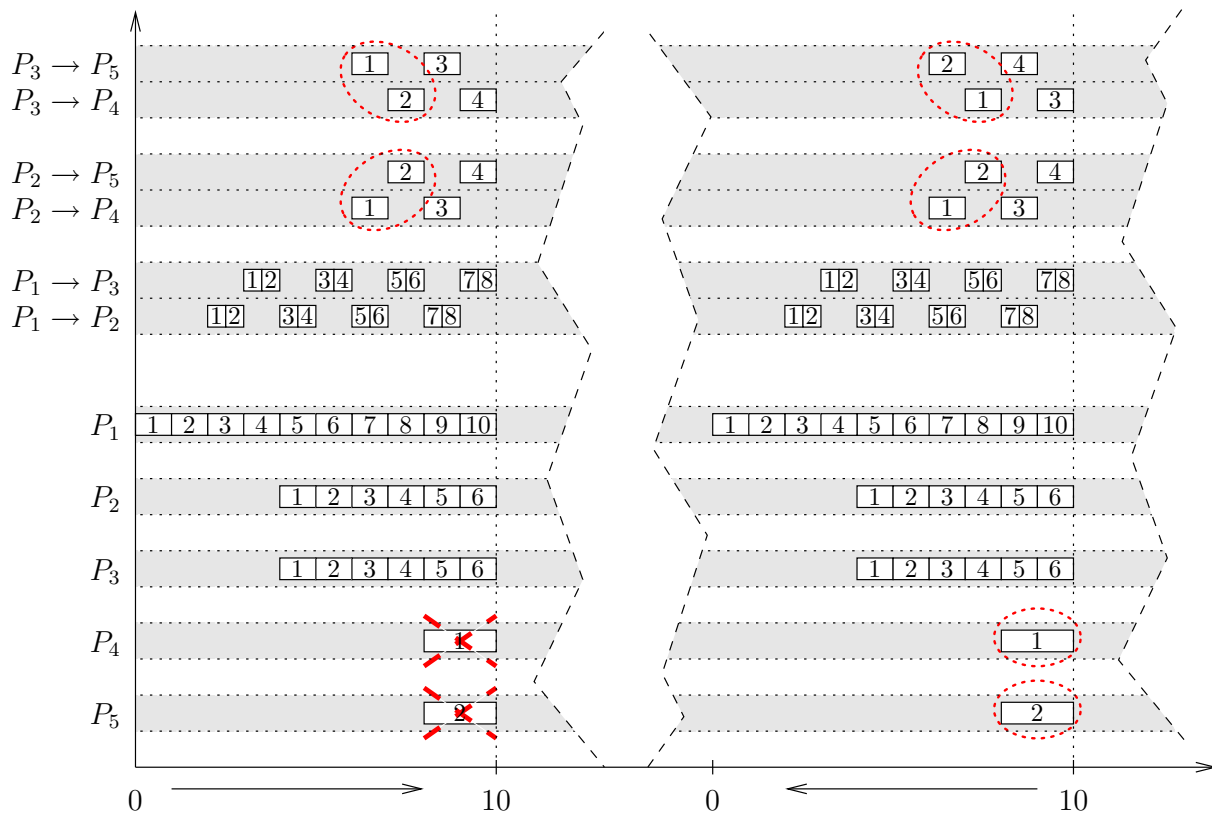 P3 → P5 1 3 2 4
P3 → P4 2 4 1 3
P2 → P5 2 4 2 4
P2 → P4 1 3 1 3
P1 → P3 1 2 3 4 5 6 7 8 1 2 3 4 5 6 7 8
P1 → P2 1 2 3 4 5 6 7 8 1 2 3 4 5 6 7 8
P1 1 2 3 4 5 6 7 8 9 10 1 2 3 4 5 6 7 8 9 10
P2 1 2 3 4 5 6 1 2 3 4 5 6
P3 1 2 3 4 5 6 1 2 3 4 5 6
P4 1 1
P5 2 2
0 10 0 10